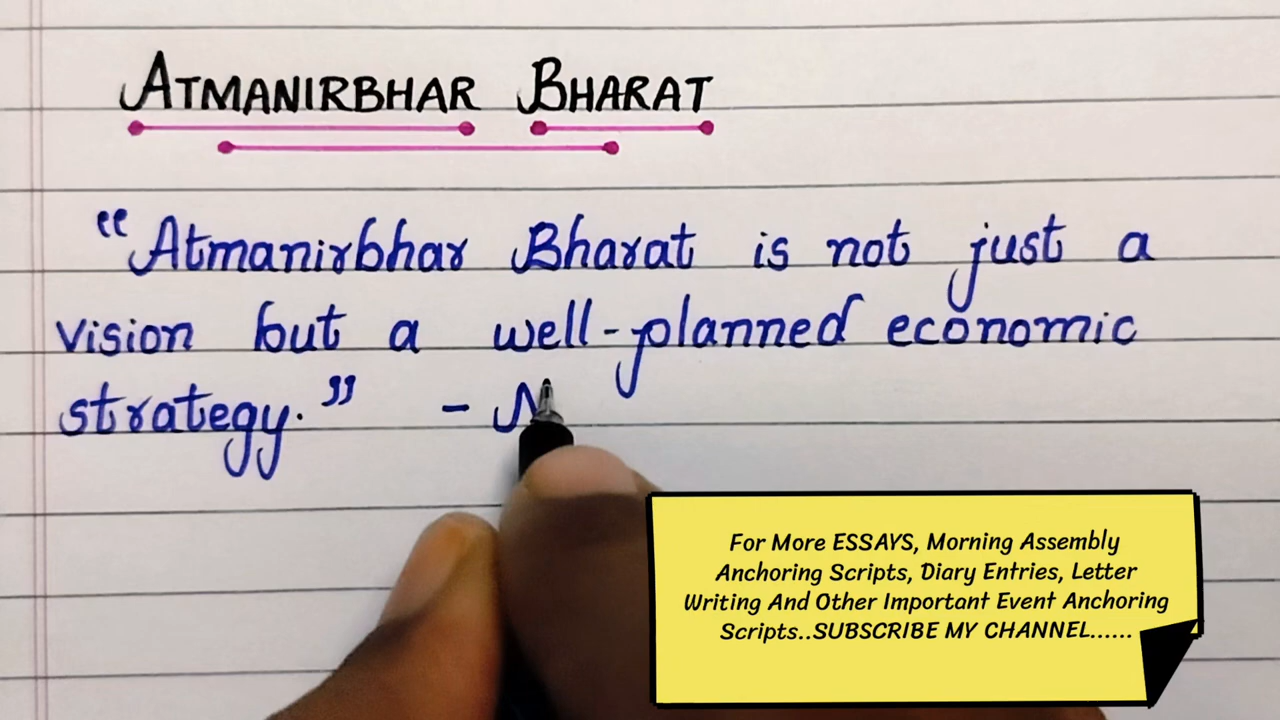 ATMANIRBHAR BHARAT
"Atmanirbhar Bharat is not just a
vision but a well-planned economic
strategy." - N
For More ESSAYS, Morning Assembly
Anchoring Scripts, Diary Entries, Letter
Writing And Other Important Event Anchoring
Scripts..SUBSCRIBE MY CHANNEL......